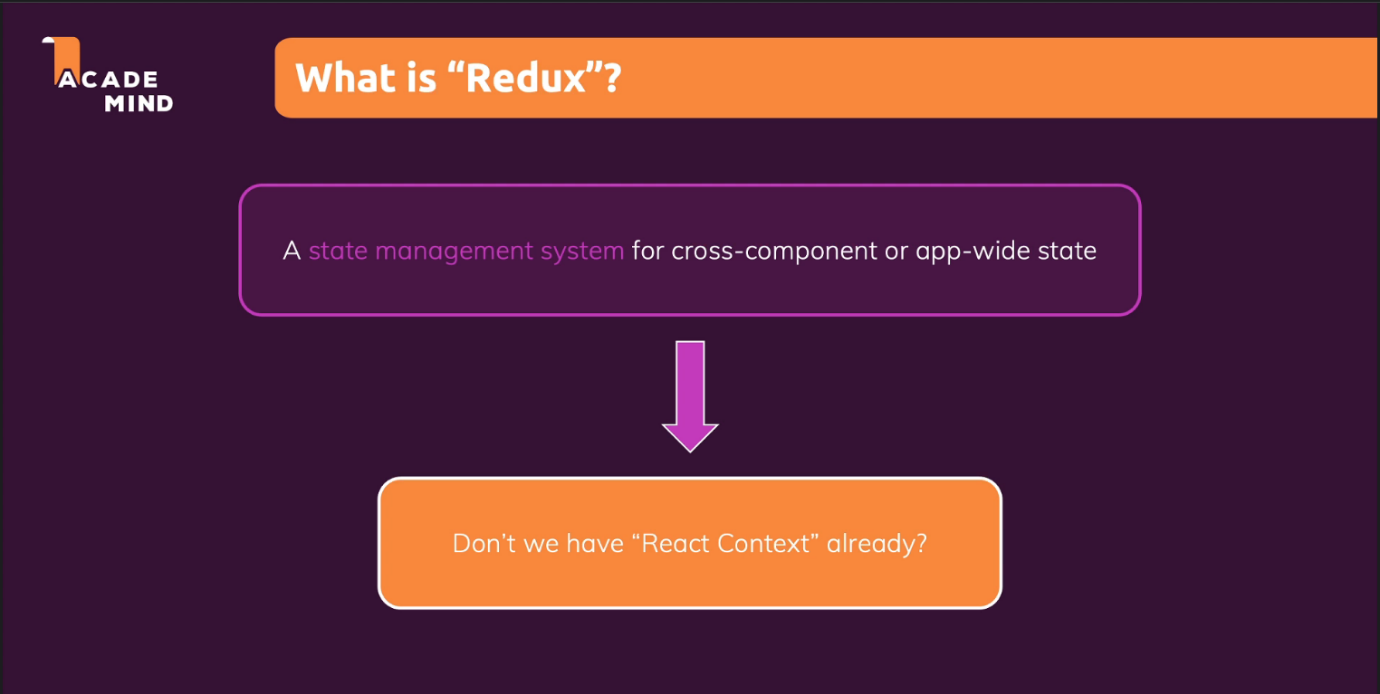 ACADE
MIND
What is “Redux”?
A state management system for cross-component or app-wide state
Don’t we have “React Context” already?